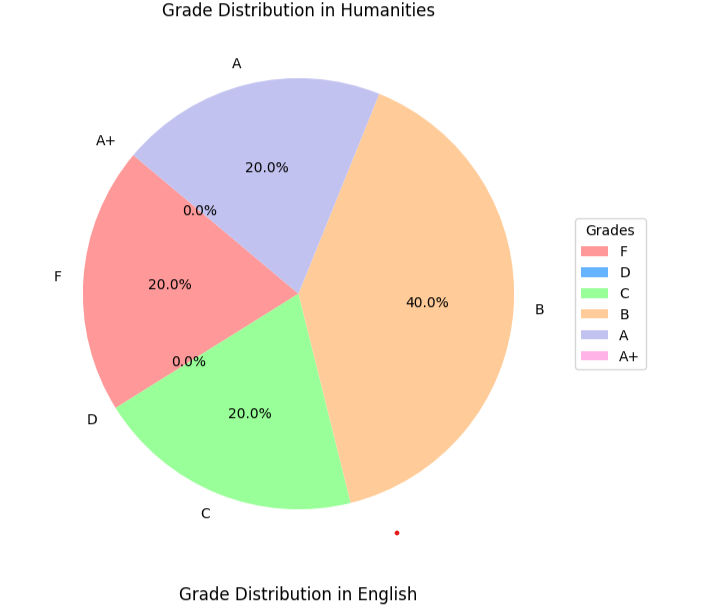 Grade Distribution in Humanities
A
A+
20.0%
0.0%
Grades
F
D
C
B
A
A+
F
20.0%
40.0%
B
0.0%
20.0%
D
C
Grade Distribution in English